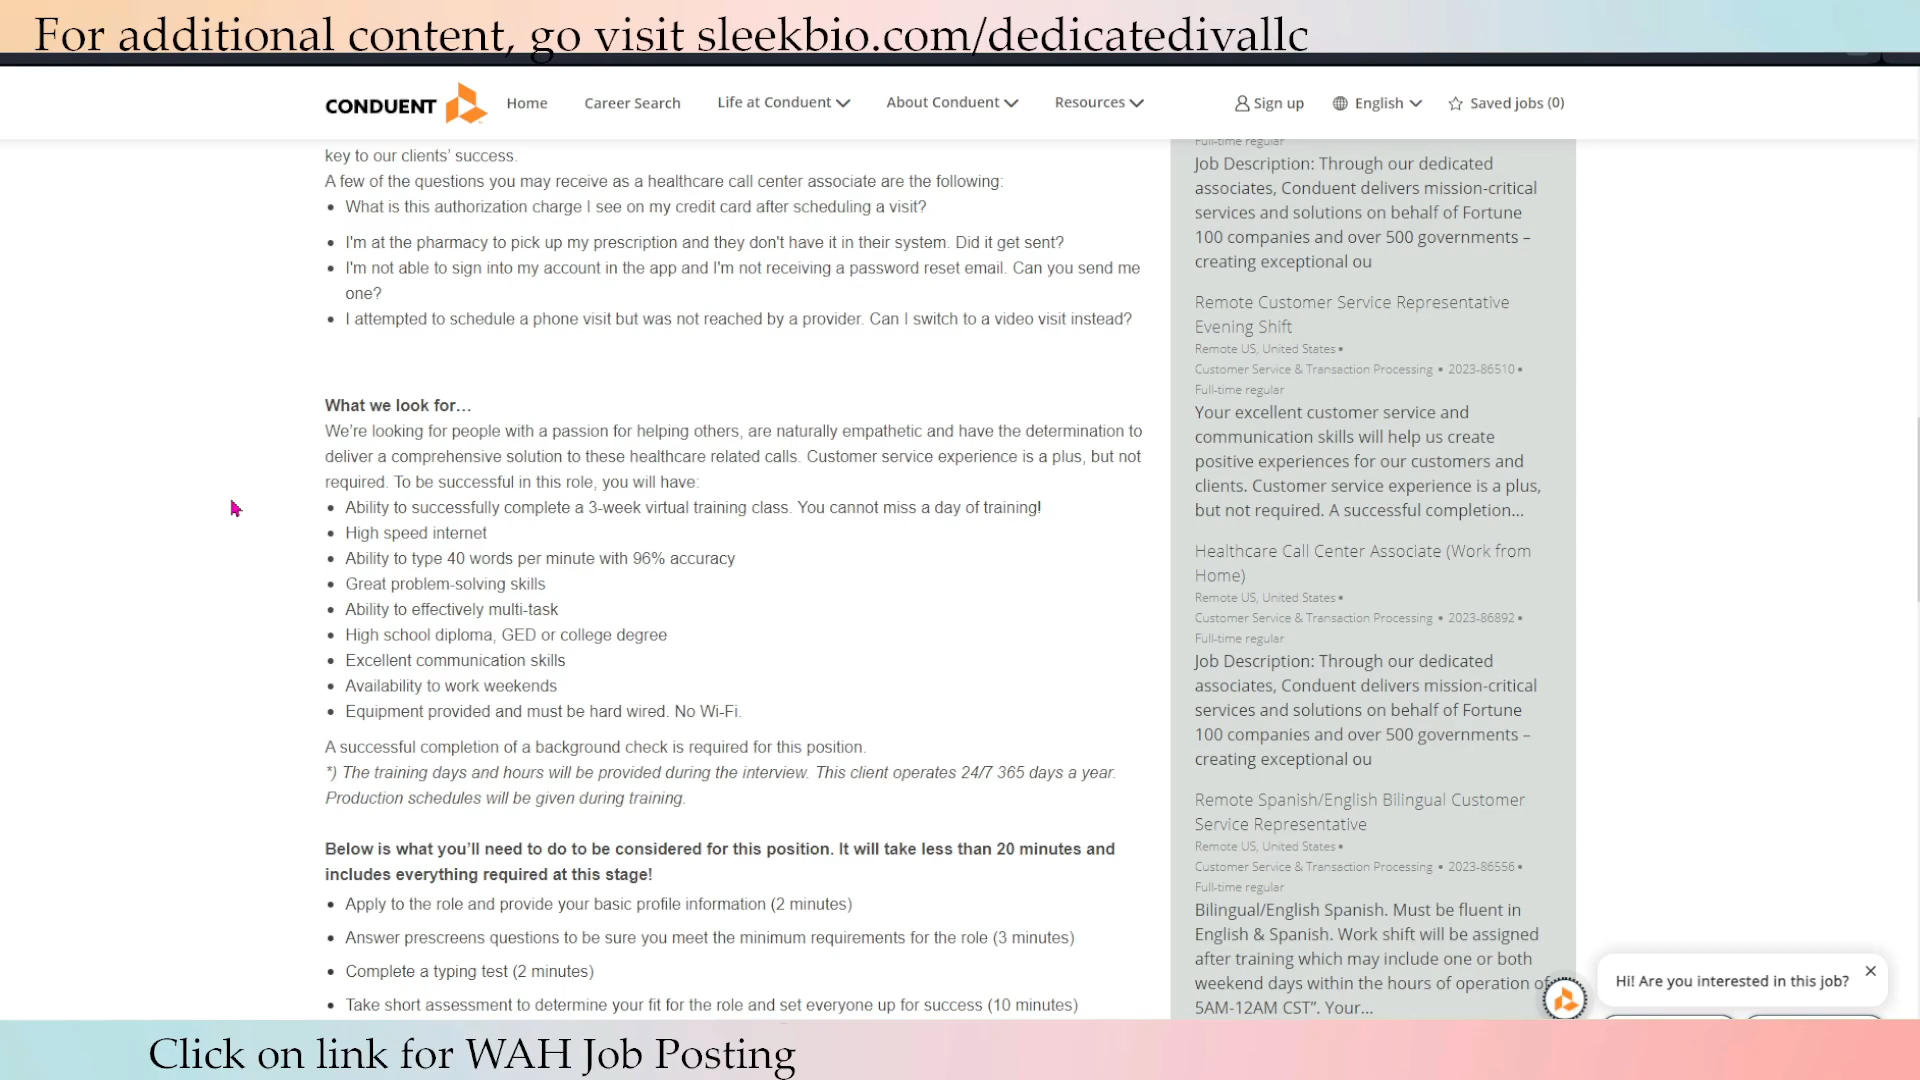 For additional content, go visit sleekbio.com/dedicatedivallc
CONDUENT
Home
Career Search
Life at Conduent
About Conduent
Resources
Sign up
English
Saved jobs (0)
key to our clients' success.
A few of the questions you may receive as a healthcare call center associate are the following:
• What is this authorization charge I see on my credit card after scheduling a visit?
• I'm at the pharmacy to pick up my prescription and they don't have it in their system. Did it get sent?
• I'm not able to sign into my account in the app and I'm not receiving a password reset email. Can you send me
one?
• I attempted to schedule a phone visit but was not reached by a provider. Can I switch to a video visit instead?
What we look for…
We're looking for people with a passion for helping others, are naturally empathetic and have the determination to
deliver a comprehensive solution to these healthcare related calls. Customer service experience is a plus, but not
required. To be successful in this role, you will have:
• Ability to successfully complete a 3-week virtual training class. You cannot miss a day of training!
• High speed internet
• Ability to type 40 words per minute with 96% accuracy
• Great problem-solving skills
• Ability to effectively multi-task
• High school diploma, GED or college degree
• Excellent communication skills
• Availability to work weekends
• Equipment provided and must be hard wired. No Wi-Fi.
A successful completion of a background check is required for this position.
*) The training days and hours will be provided during the interview. This client operates 24/7 365 days a year.
Production schedules will be given during training.
Below is what you'll need to do to be considered for this position. It will take less than 20 minutes and
includes everything required at this stage!
• Apply to the role and provide your basic profile information (2 minutes)
• Answer prescreens questions to be sure you meet the minimum requirements for the role (3 minutes)
• Complete a typing test (2 minutes)
• Take short assessment to determine your fit for the role and set everyone up for success (10 minutes)
Full-time regular
Job Description: Through our dedicated
associates, Conduent delivers mission-critical
services and solutions on behalf of Fortune
100 companies and over 500 governments –
creating exceptional ou
Remote Customer Service Representative
Evening Shift
Remote US, United States •
Customer Service & Transaction Processing • 2023-86510 •
Full-time regular
Your excellent customer service and
communication skills will help us create
positive experiences for our customers and
clients. Customer service experience is a plus,
but not required. A successful completion...
Healthcare Call Center Associate (Work from
Home)
Remote US, United States •
Customer Service & Transaction Processing • 2023-86892 •
Full-time regular
Job Description: Through our dedicated
associates, Conduent delivers mission-critical
services and solutions on behalf of Fortune
100 companies and over 500 governments –
creating exceptional ou
Remote Spanish/English Bilingual Customer
Service Representative
Remote US, United States •
Customer Service & Transaction Processing • 2023-86556 •
Full-time regular
Bilingual/English Spanish. Must be fluent in
English & Spanish. Work shift will be assigned
after training which may include one or both
weekend days within the hours of operation of
5AM-12AM CST". Your...
Hi! Are you interested in this job?
Click on link for WAH Job Posting